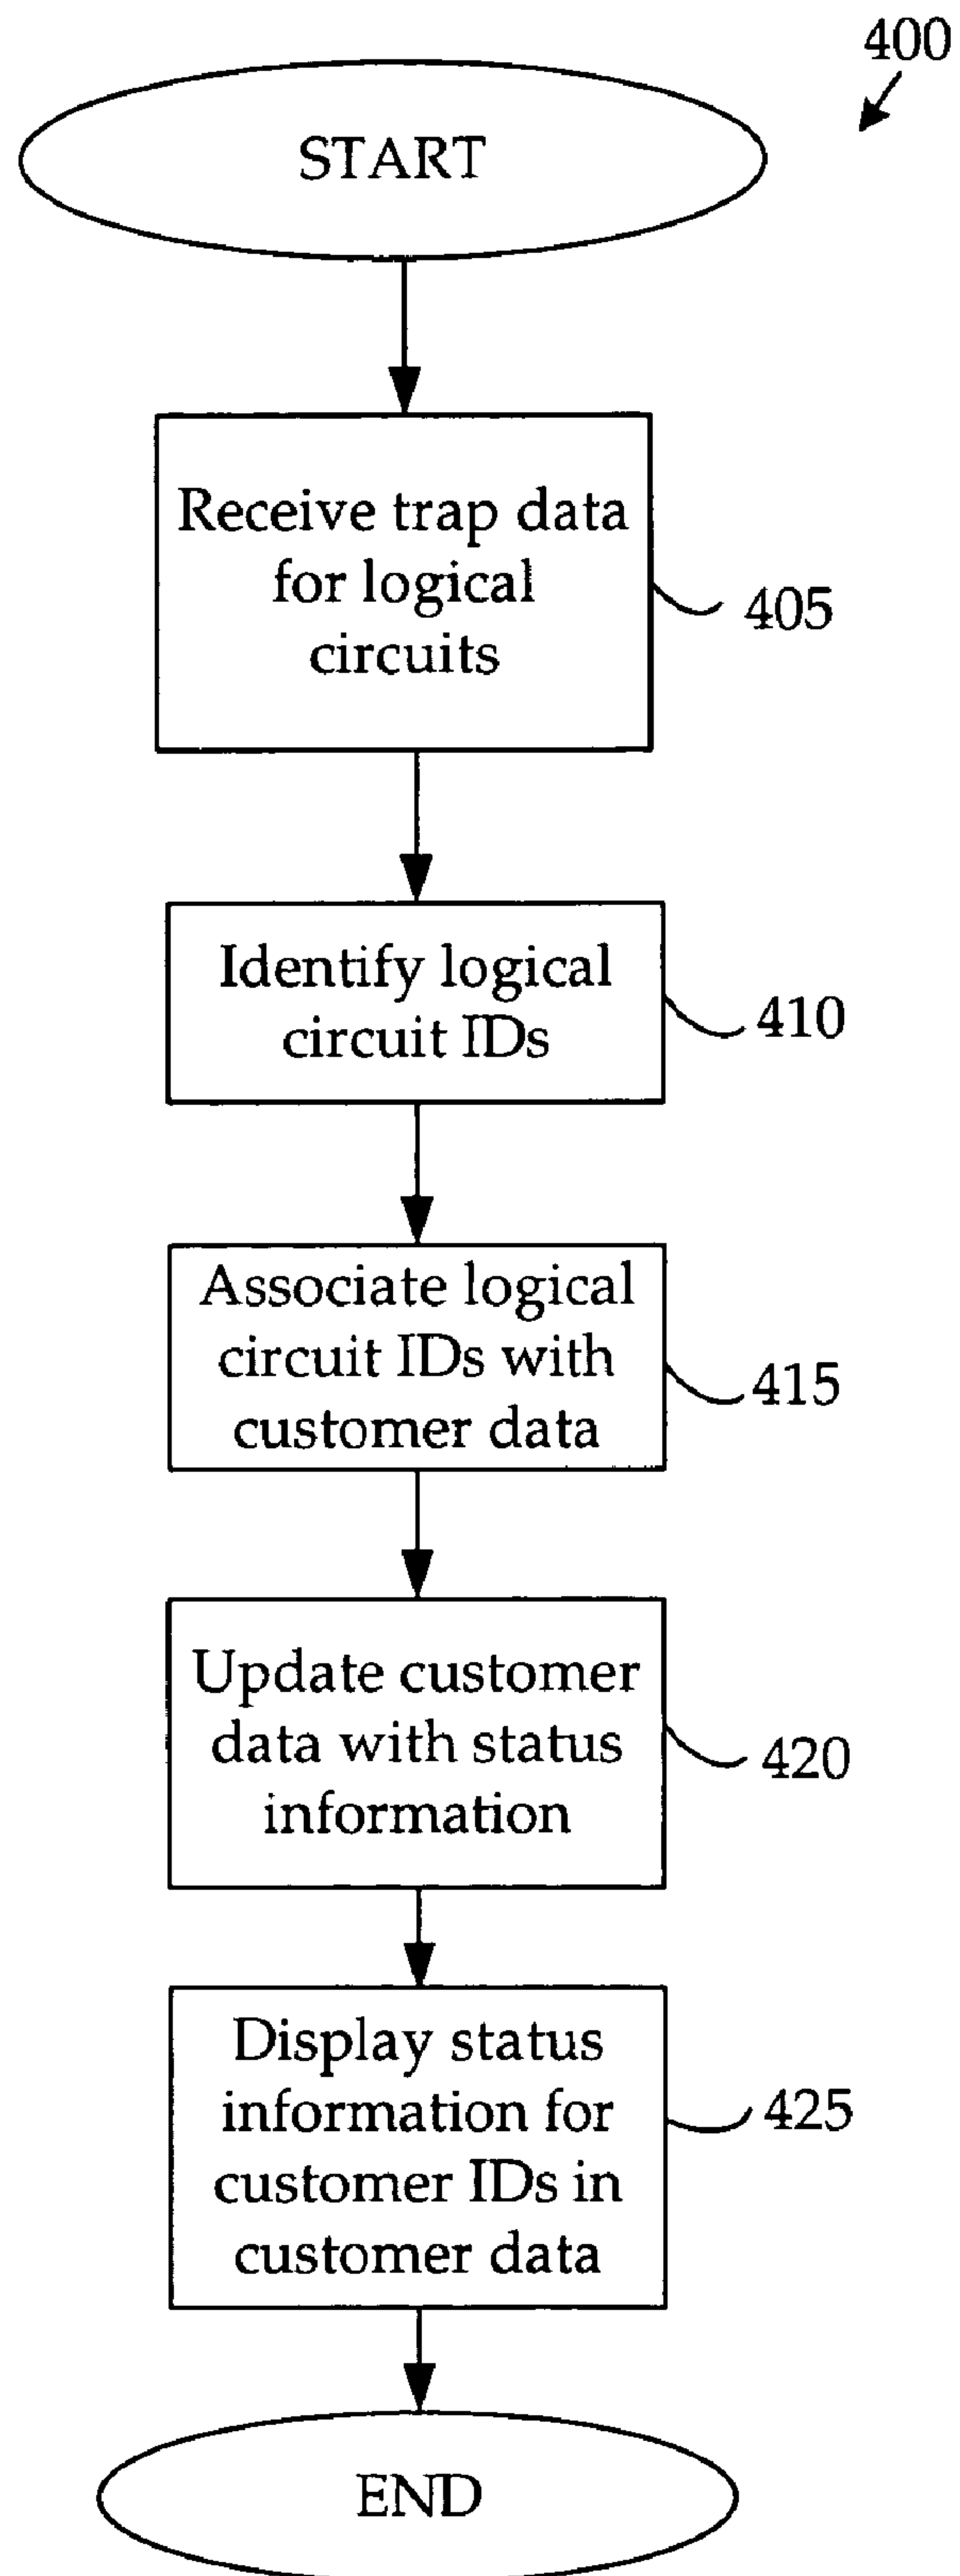 400
START
Receive trap data
for logical
circuits
405
Identify logical
circuit IDs
410
Associate logical
circuit IDs with
customer data
415
Update customer
data with status
information
420
Display status
information for
customer IDs in
customer data
425
END